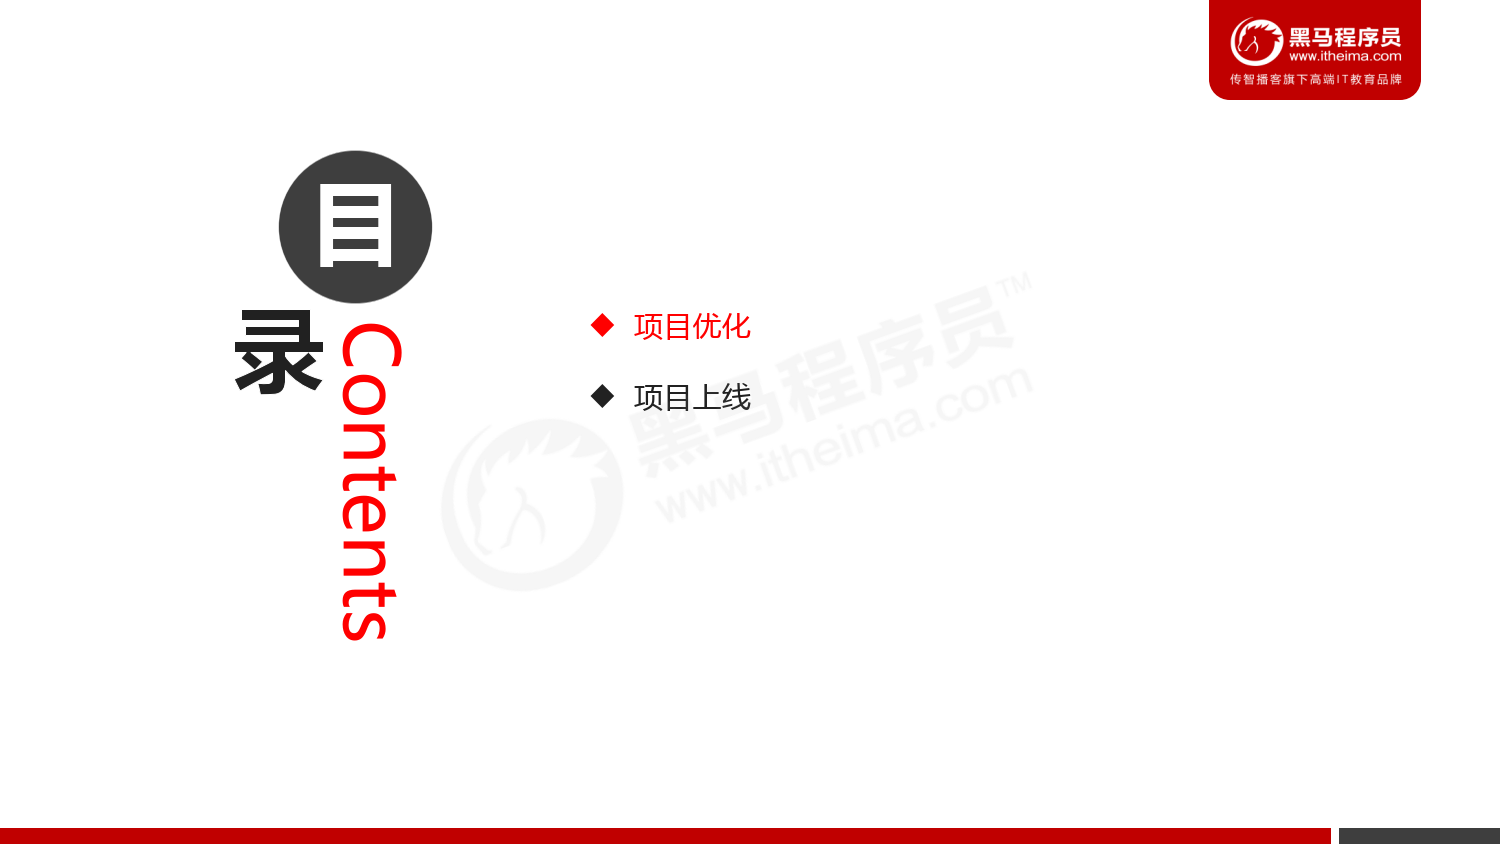 黑马程序员
www.itheima.com
传智播客旗下高端IT教育品牌
目
录
Contents
项目优化
项目上线
黑马程序员™
www.itheima.com